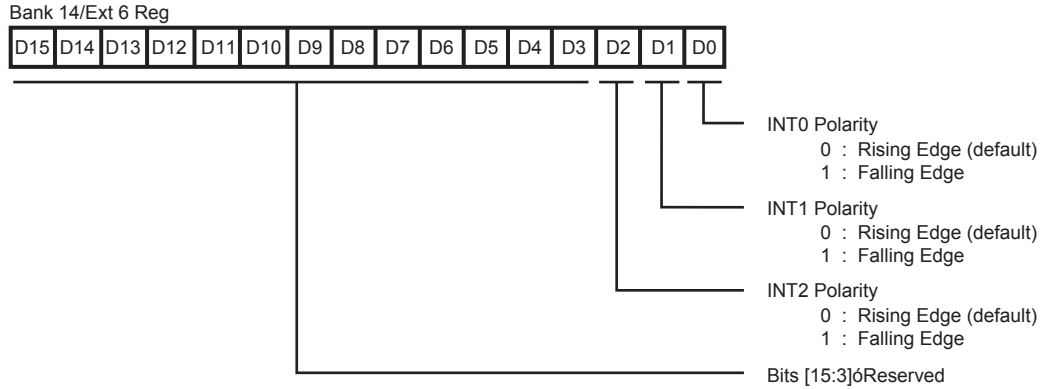 Bank 14/Ext 6 Reg
D15 D14 D13 D12 D11 D10 D9 D8 D7 D6 D5 D4 D3 D2 D1 D0
INT0 Polarity
0 : Rising Edge (default)
1 : Falling Edge
INT1 Polarity
0 : Rising Edge (default)
1 : Falling Edge
INT2 Polarity
0 : Rising Edge (default)
1 : Falling Edge
Bits [15:3]óReserved